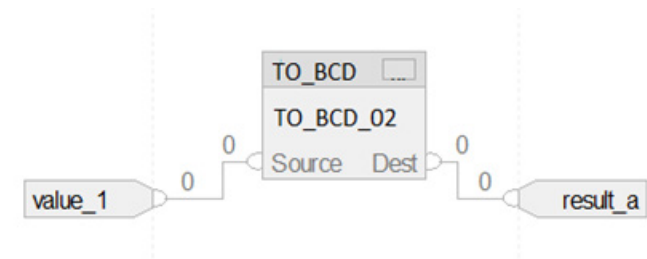 TO_BCD ...
TO_BCD_02
0 Source Dest 0
value_1 0 0 result_a